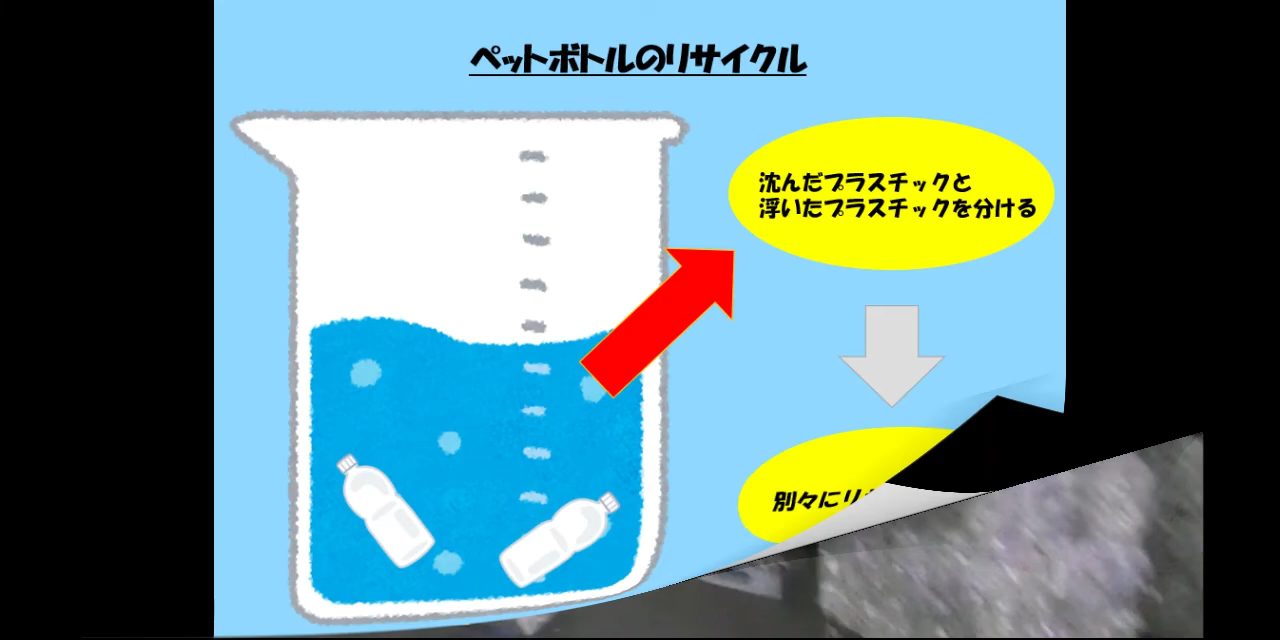 ペットボトルのリサイクル
沈んだプラスチックと
浮いたプラスチックを分ける
別々にリ